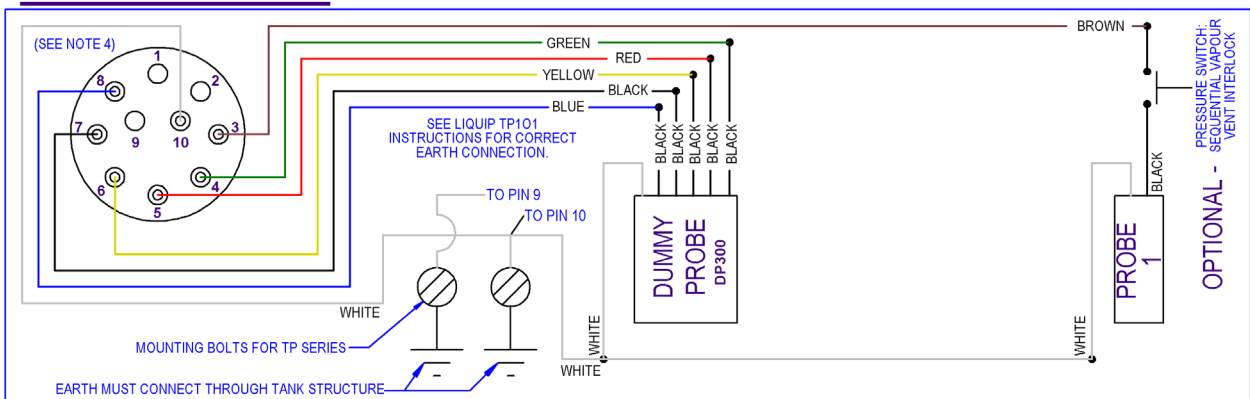 (SEE NOTE 4)
1
2
3
4
5
6
7
8
9
10
GREEN
RED
YELLOW
BLACK
BLUE
BROWN
SEE LIQUIP TP101
INSTRUCTIONS FOR CORRECT
EARTH CONNECTION.
BLACK
BLACK
BLACK
BLACK
BLACK
BLACK
PRESSURE SWITCH:
SEQUENTIAL VAPOUR
VENT INTERLOCK
OPTIONAL -
TO PIN 9
TO PIN 10
DUMMY
PROBE
DP300
PROBE
1
WHITE
WHITE
WHITE
WHITE
MOUNTING BOLTS FOR TP SERIES
EARTH MUST CONNECT THROUGH TANK STRUCTURE